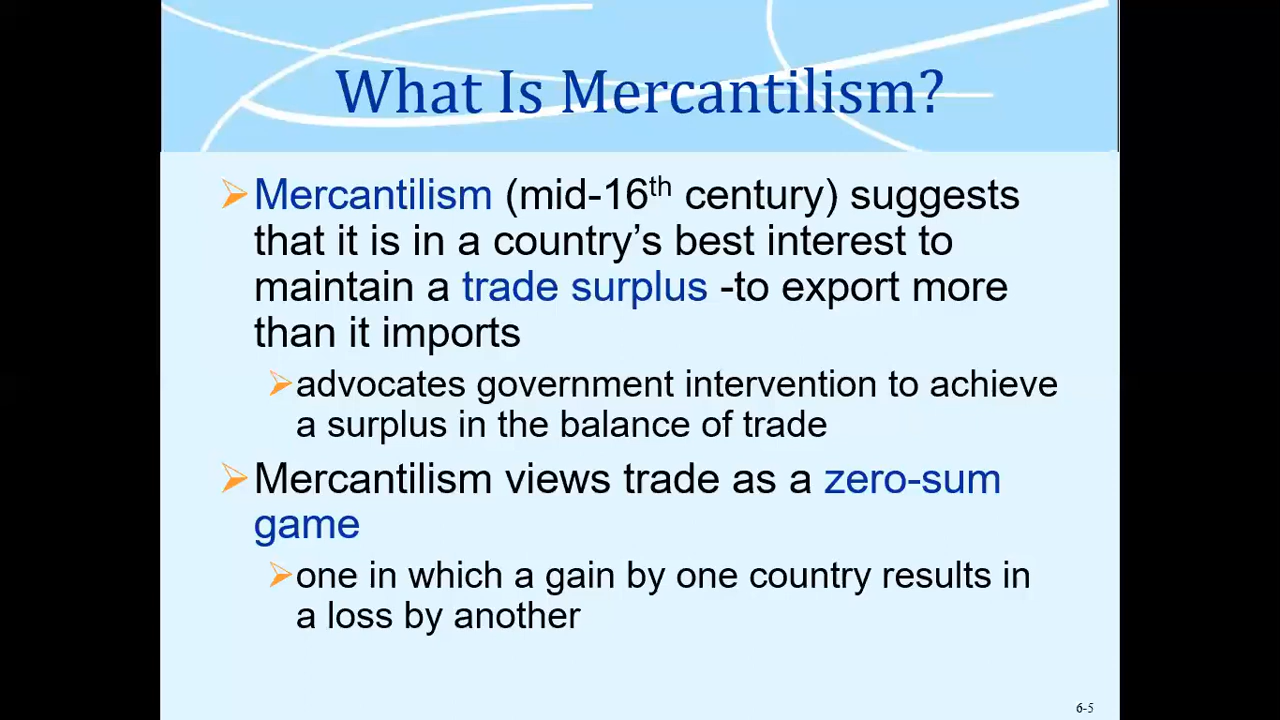 What Is Mercantilism?
Mercantilism (mid-16th century) suggests
that it is in a country’s best interest to
maintain a trade surplus -to export more
than it imports
advocates government intervention to achieve
a surplus in the balance of trade
Mercantilism views trade as a zero-sum
game
one in which a gain by one country results in
a loss by another
6-5